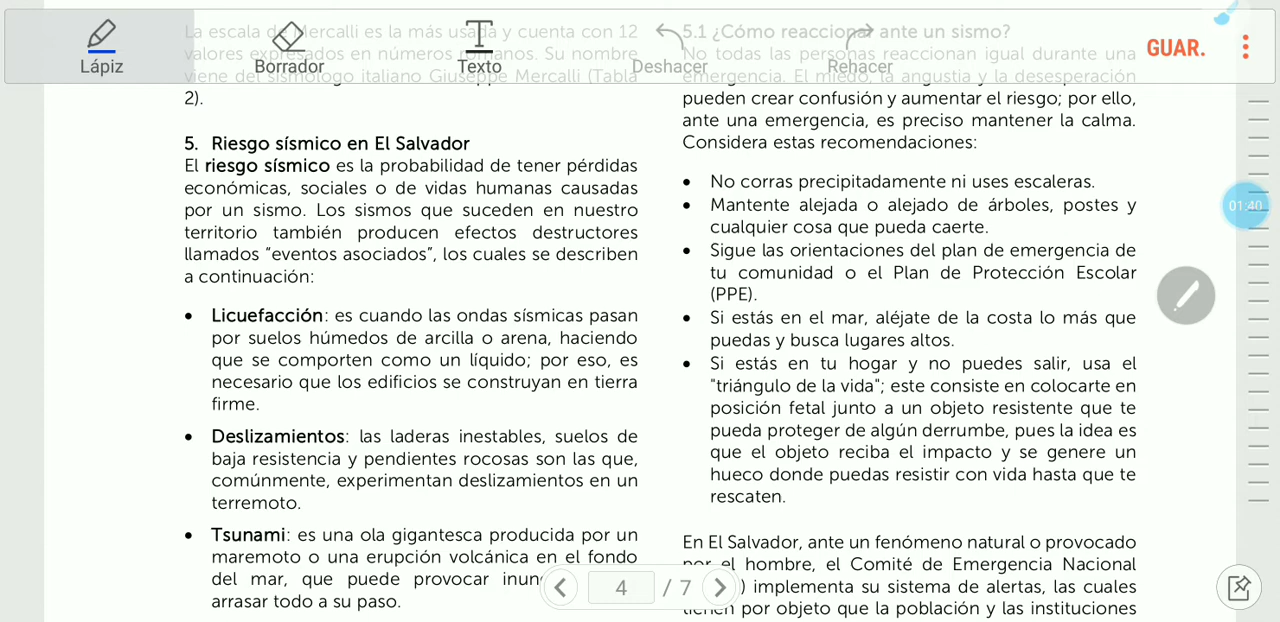 Lápiz
Borrador
Texto
Deshacer
Rehacer
GUAR.
La escala de Mercalli es la más usada y cuenta con 12
valores expresados en números romanos. Su nombre
viene del sismólogo italiano Giuseppe Mercalli (Tabla
2).
5. Riesgo sísmico en El Salvador
El riesgo sísmico es la probabilidad de tener pérdidas
económicas, sociales o de vidas humanas causadas
por un sismo. Los sismos que suceden en nuestro
territorio también producen efectos destructores
llamados “eventos asociados”, los cuales se describen
a continuación:
• Licuefacción: es cuando las ondas sísmicas pasan
por suelos húmedos de arcilla o arena, haciendo
que se comporten como un líquido; por eso, es
necesario que los edificios se construyan en tierra
firme.
• Deslizamientos: las laderas inestables, suelos de
baja resistencia y pendientes rocosas son las que,
comúnmente, experimentan deslizamientos en un
terremoto.
• Tsunami: es una ola gigantesca producida por un
maremoto o una erupción volcánica en el fondo
del mar, que puede provocar
arrasar todo a su paso.
5.1 ¿Cómo reaccionar ante un sismo?
No todas las personas reaccionan igual durante una
emergencia. El miedo, la angustia y la desesperación
pueden crear confusión y aumentar el riesgo; por ello,
ante una emergencia, es preciso mantener la calma.
Considera estas recomendaciones:
• No corras precipitadamente ni uses escaleras.
• Mantente alejada o alejado de árboles, postes y
cualquier cosa que pueda caerte.
• Sigue las orientaciones del plan de emergencia de
tu comunidad o el Plan de Protección Escolar
(PPE).
• Si estás en el mar, aléjate de la costa lo más que
puedas y busca lugares altos.
• Si estás en tu hogar y no puedes salir, usa el
"triángulo de la vida"; este consiste en colocarte en
posición fetal junto a un objeto resistente que te
pueda proteger de algún derrumbe, pues la idea es
que el objeto reciba el impacto y se genere un
hueco donde puedas resistir con vida hasta que te
rescaten.
En El Salvador, ante un fenómeno natural o provocado
por el hombre, el Comité de Emergencia Nacional
) implementa su sistema de alertas, las cuales
tienen por objeto que la población y las instituciones
01:40
4 / 7